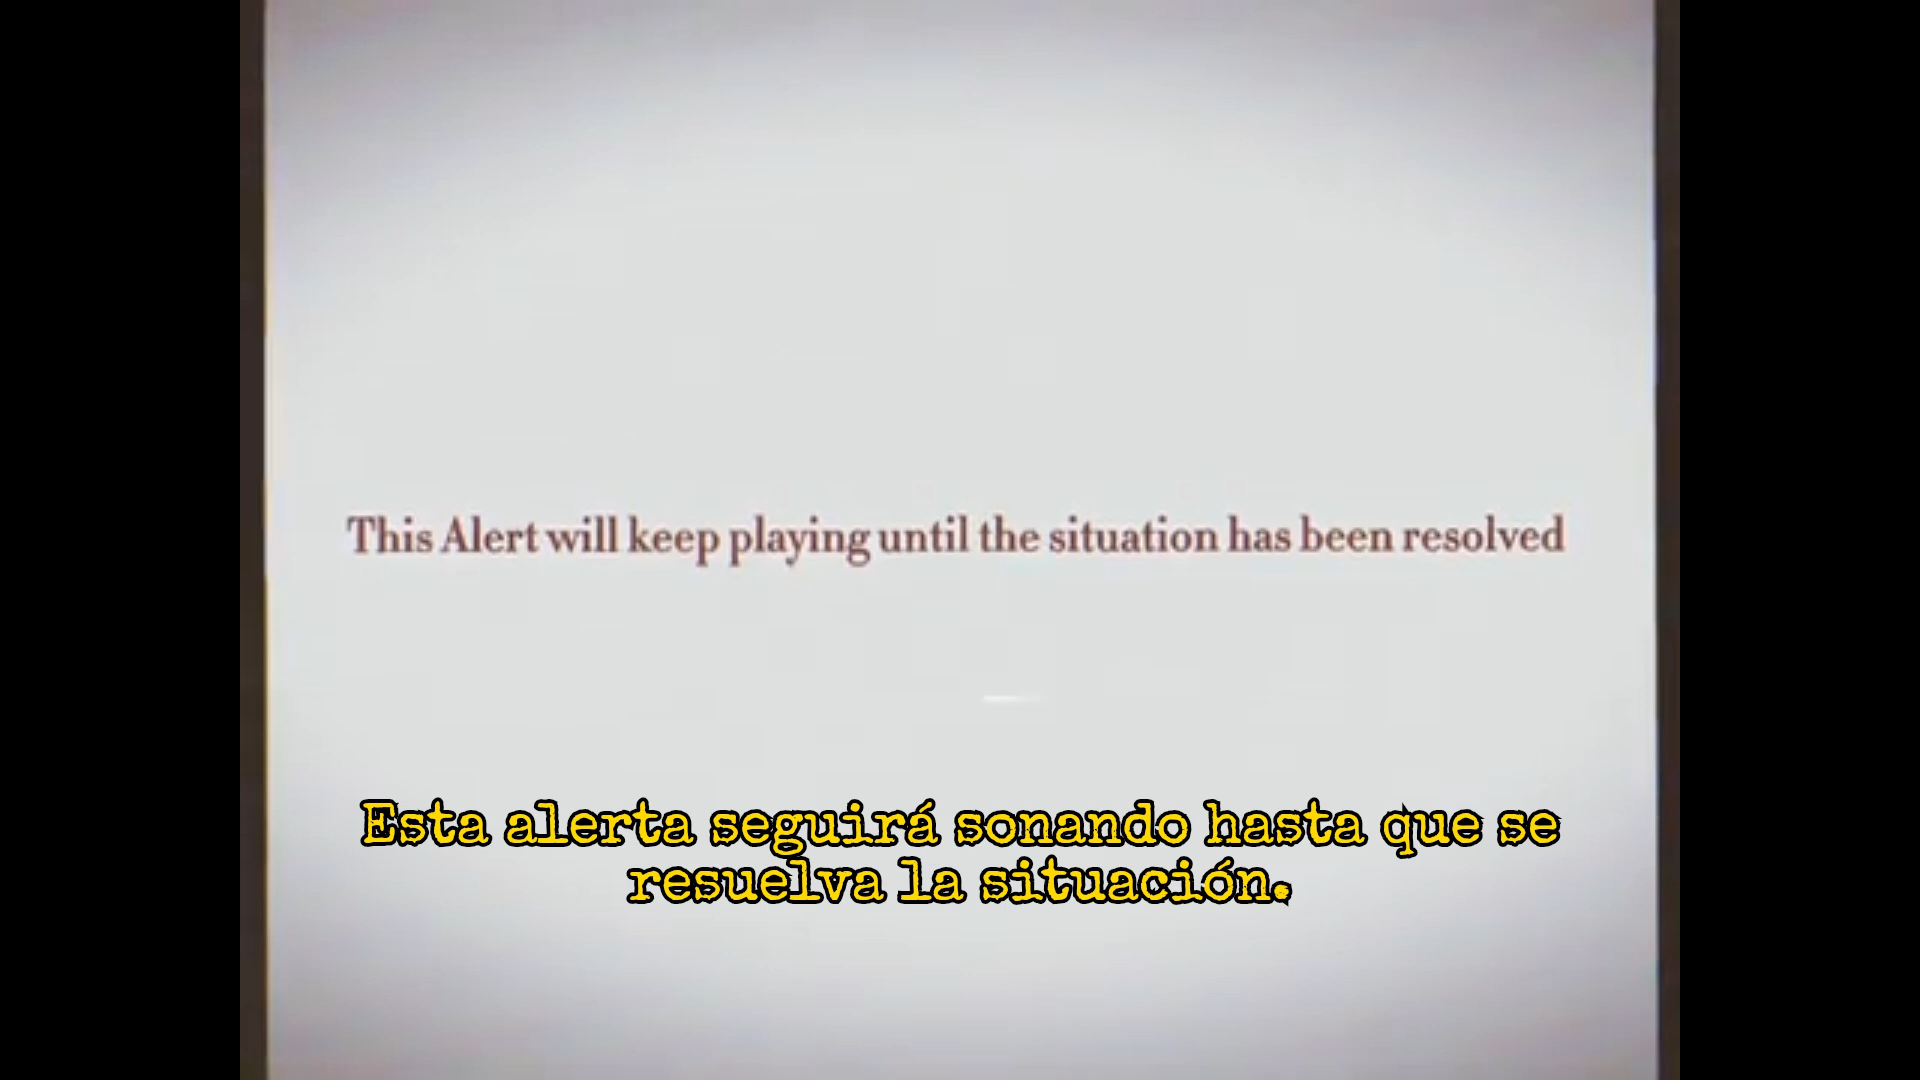 This Alert will keep playing until the situation has been resolved
Esta alerta seguirá sonando hasta que se
resuelva la situación.